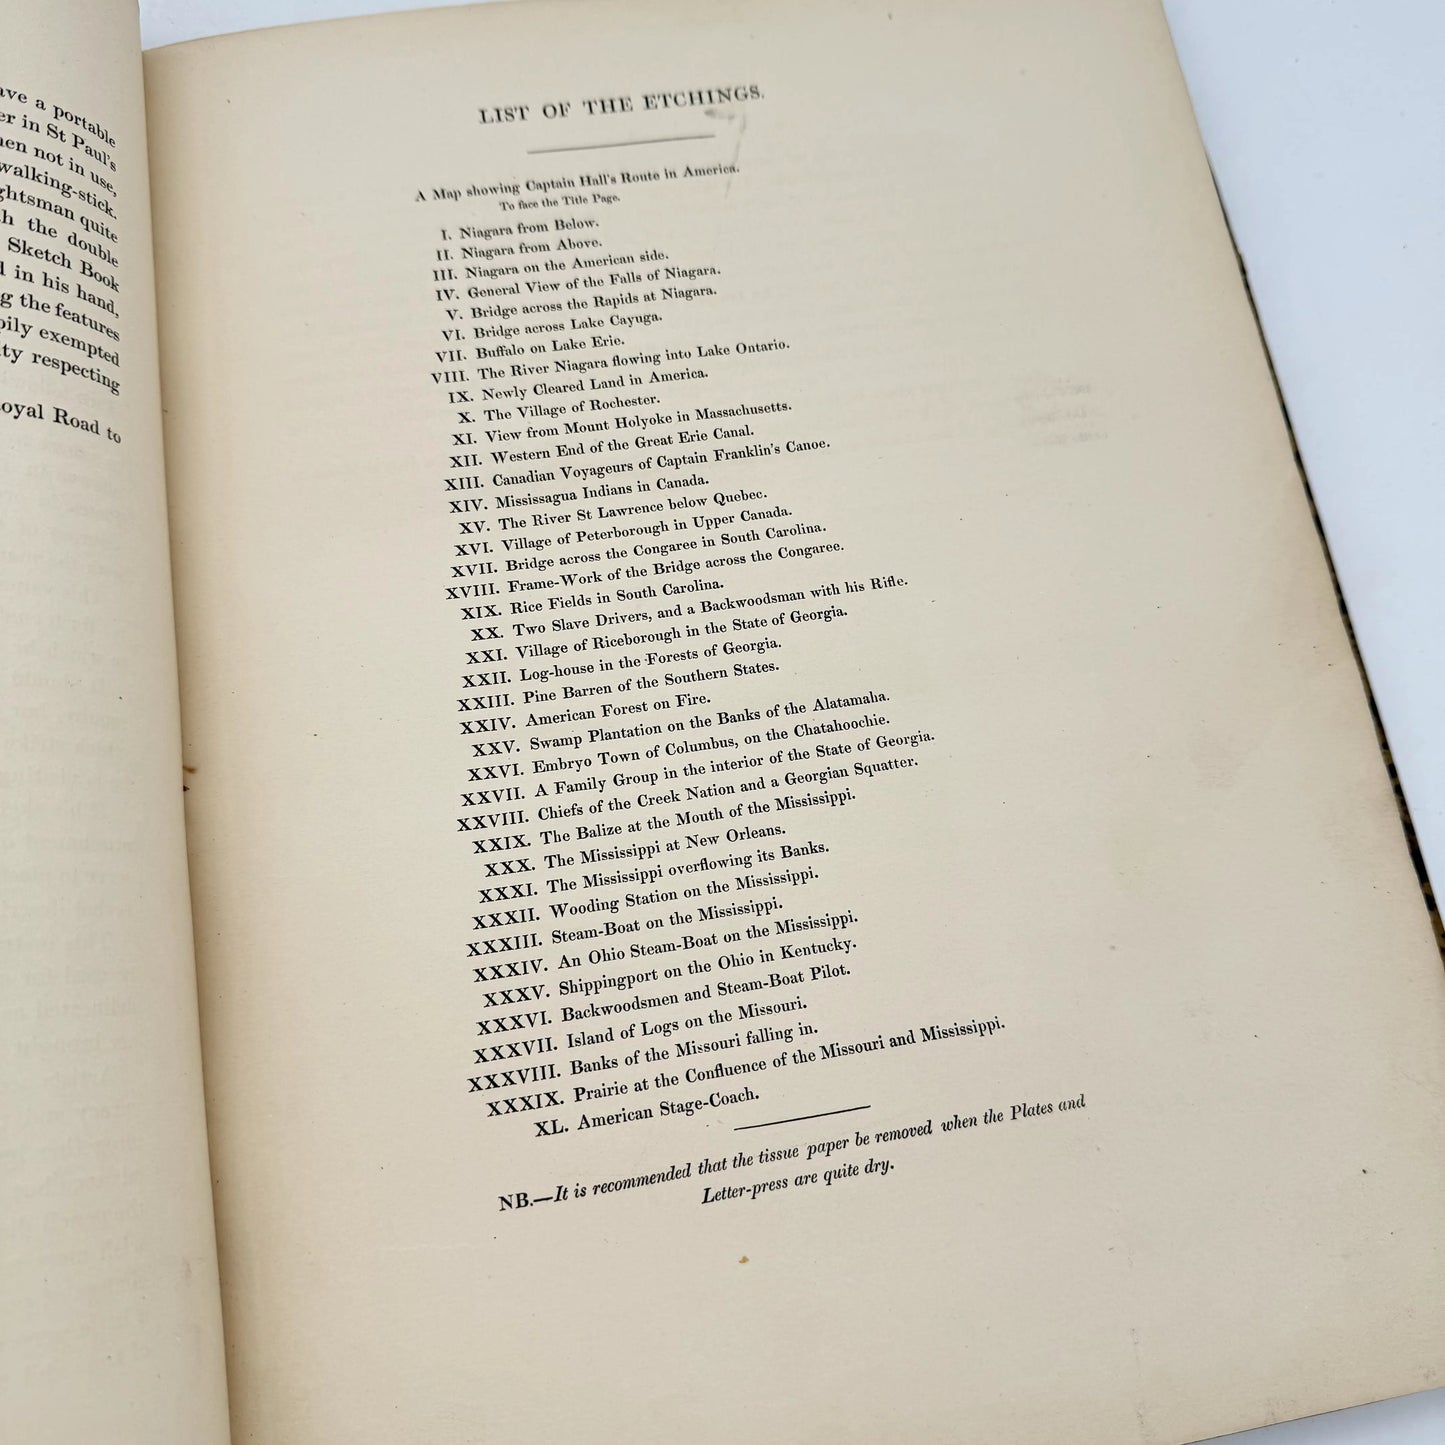 ave a portable
er in St Paul's
hen not in use,
walking-stick.
ghtsman quite
h the double
Sketch Book
d in his hand,
g the features
pily exempted
ty respecting
oyal Road to
LIST OF THE ETCHINGS.
A Map showing Captain Hall's Route in America.
To face the Title Page.
I. Niagara from Below.
II. Niagara from Above.
III. Niagara on the American side.
IV. General View of the Falls of Niagara.
V. Bridge across the Rapids at Niagara.
VI. Bridge across Lake Cayuga.
VII. Buffalo on Lake Erie.
VIII. The River Niagara flowing into Lake Ontario.
IX. Newly Cleared Land in America.
X. The Village of Rochester.
XI. View from Mount Holyoke in Massachusetts.
XII. Western End of the Great Erie Canal.
XIII. Canadian Voyageurs of Captain Franklin's Canoe.
XIV. Mississagua Indians in Canada.
XV. The River St Lawrence below Quebec.
XVI. Village of Peterborough in Upper Canada.
XVII. Bridge across the Congaree in South Carolina.
XVIII. Frame-Work of the Bridge across the Congaree.
XIX. Rice Fields in South Carolina.
XX. Two Slave Drivers, and a Backwoodsman with his Rifle.
XXI. Village of Riceborough in the State of Georgia.
XXII. Log-house in the Forests of Georgia.
XXIII. Pine Barren of the Southern States.
XXIV. American Forest on Fire.
XXV. Swamp Plantation on the Banks of the Alatamaha.
XXVI. Embryo Town of Columbus, on the Chatahoochie.
XXVII. A Family Group in the interior of the State of Georgia.
XXVIII. Chiefs of the Creek Nation and a Georgian Squatter.
XXIX. The Balize at the Mouth of the Mississippi.
XXX. The Mississippi at New Orleans.
XXXI. The Mississippi overflowing its Banks.
XXXII. Wooding Station on the Mississippi.
XXXIII. Steam-Boat on the Mississippi.
XXXIV. An Ohio Steam-Boat on the Mississippi.
XXXV. Shippingport on the Ohio in Kentucky.
XXXVI. Backwoodsmen and Steam-Boat Pilot.
XXXVII. Island of Logs on the Missouri.
XXXVIII. Banks of the Missouri falling in.
XXXIX. Prairie at the Confluence of the Missouri and Mississippi.
XL. American Stage-Coach.
NB.—It is recommended that the tissue paper be removed when the Plates and
Letter-press are quite dry.